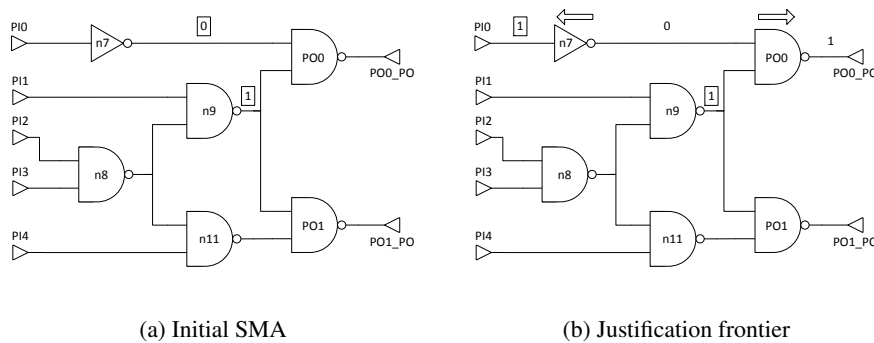 PI0
0
n7
PO0
PO0_PO
PI1
n9
1
PI2
n8
PI3
n11
PO1
PI4
PO1_PO
(a) Initial SMA
PI0
1
0
n7
PO0
1
PO0_PO
PI1
n9
1
PI2
n8
PI3
n11
PO1
PI4
PO1_PO
(b) Justification frontier